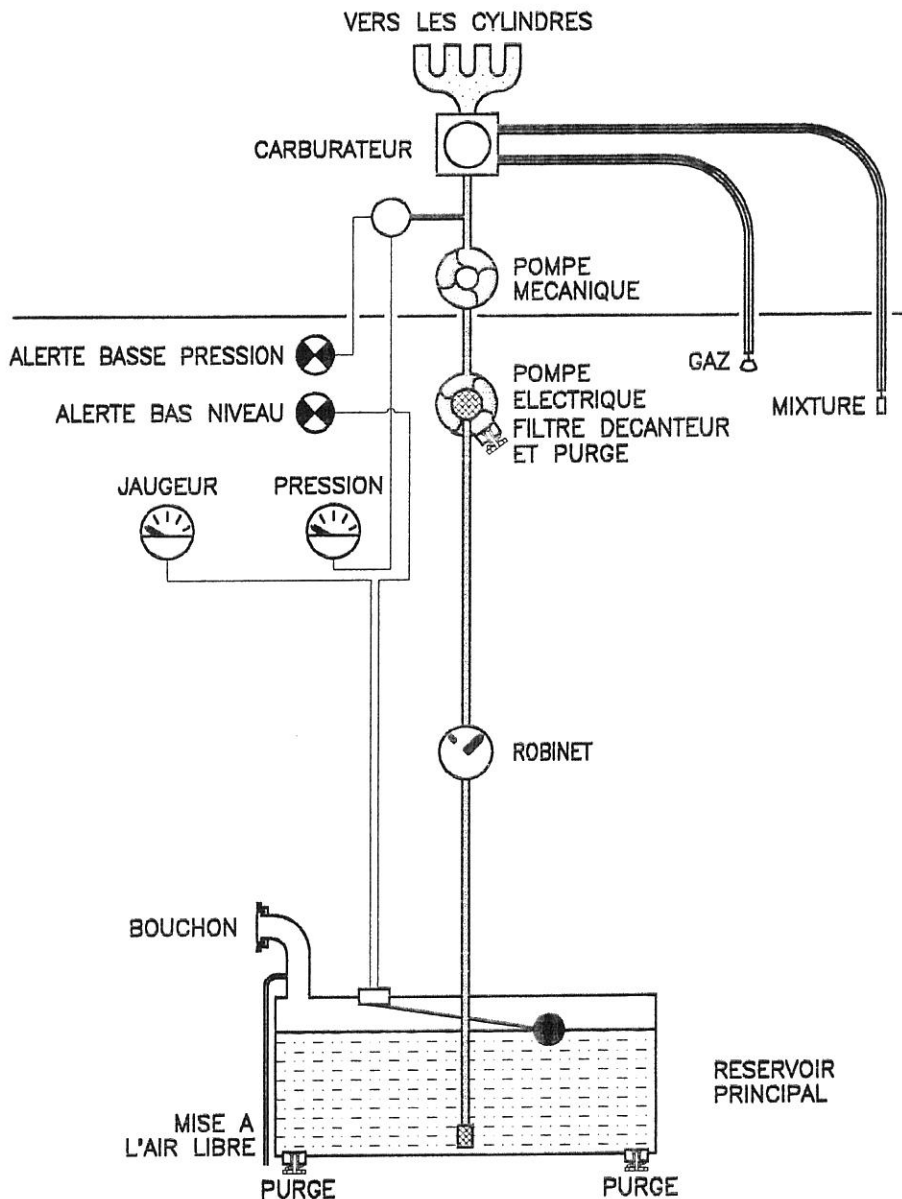 VERS LES CYLINDRES
CARBURATEUR
POMPE
MECANIQUE
ALERTE BASSE PRESSION
GAZ
POMPE
ELECTRIQUE
FILTRE DECANTEUR
ET PURGE
MIXTURE
ALERTE BAS NIVEAU
JAUGEUR
PRESSION
ROBINET
BOUCHON
RESERVOIR
PRINCIPAL
MISE A
L'AIR LIBRE
PURGE
PURGE